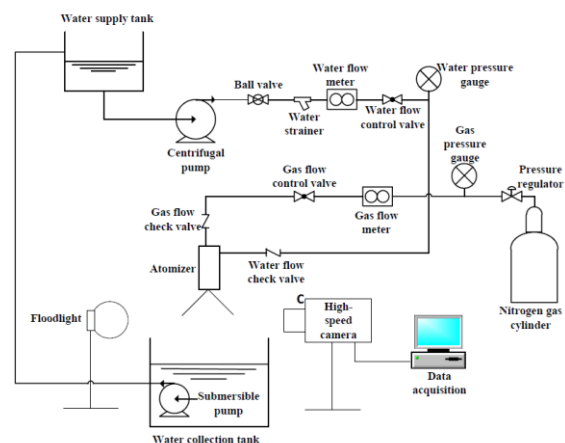 Water supply tank
Ball valve
Water flow
meter
Water pressure
gauge
Water
strainer
Water flow
control valve
Centrifugal
pump
Gas
pressure
gauge
Pressure
regulator
Gas flow
control valve
Gas flow
check valve
Gas flow
meter
Atomizer
Water flow
check valve
Nitrogen gas
cylinder
Floodlight
C
High-
speed
camera
Data
acquisition
Submersible
pump
Water collection tank